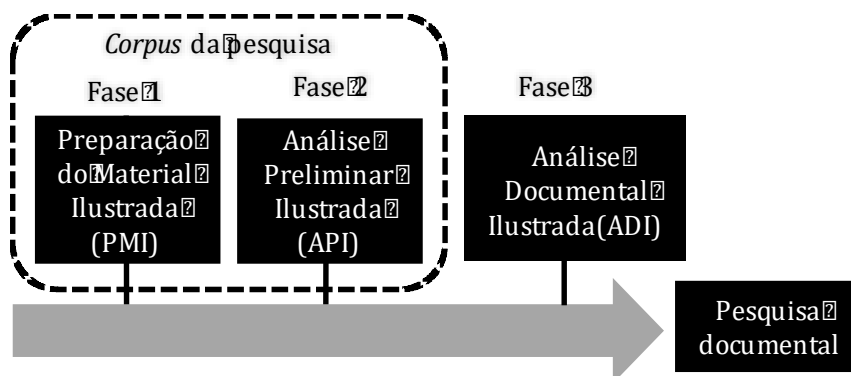 Corpus da pesquisa
Fase 1
Fase 2
Fase 3
Preparação
do Material
Ilustrada
(PMI)
Análise
Preliminar
Ilustrada
(API)
Análise
Documental
Ilustrada(ADI)
Pesquisa
documental